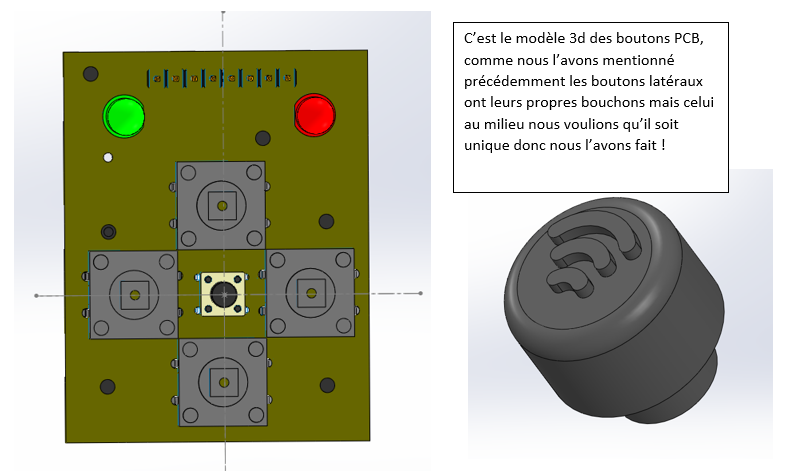 C’est le modèle 3d des boutons PCB,
comme nous l’avons mentionné
précédemment les boutons latéraux
ont leurs propres bouchons mais celui
au milieu nous voulions qu’il soit
unique donc nous l’avons fait !